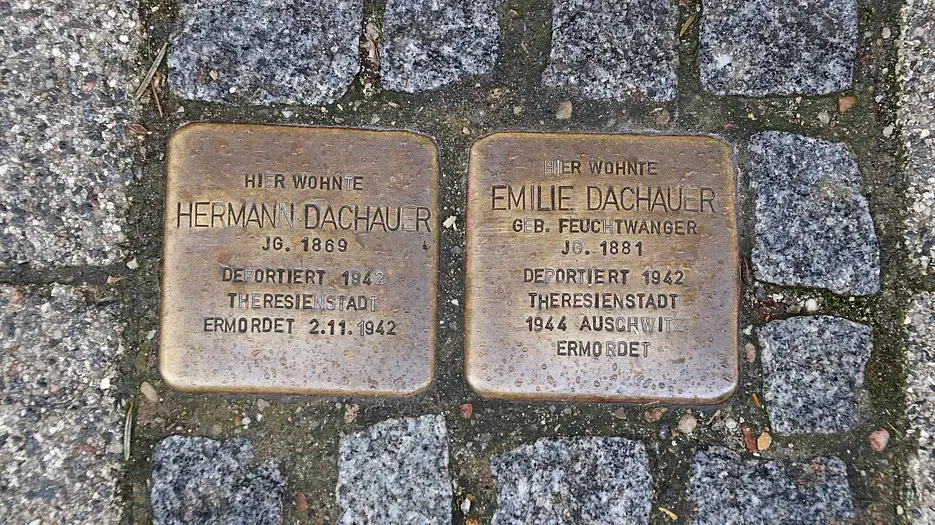 HIER WOHNTE
HERMANN DACHAUER
JG. 1869
DEPORTIERT 1942
THERESIENSTADT
ERMORDET 2.11.1942
HIER WOHNTE
EMILIE DACHAUER
GEB. FEUCHTWANGER
JG. 1881
DEPORTIERT 1942
THERESIENSTADT
1944 AUSCHWITZ
ERMORDET